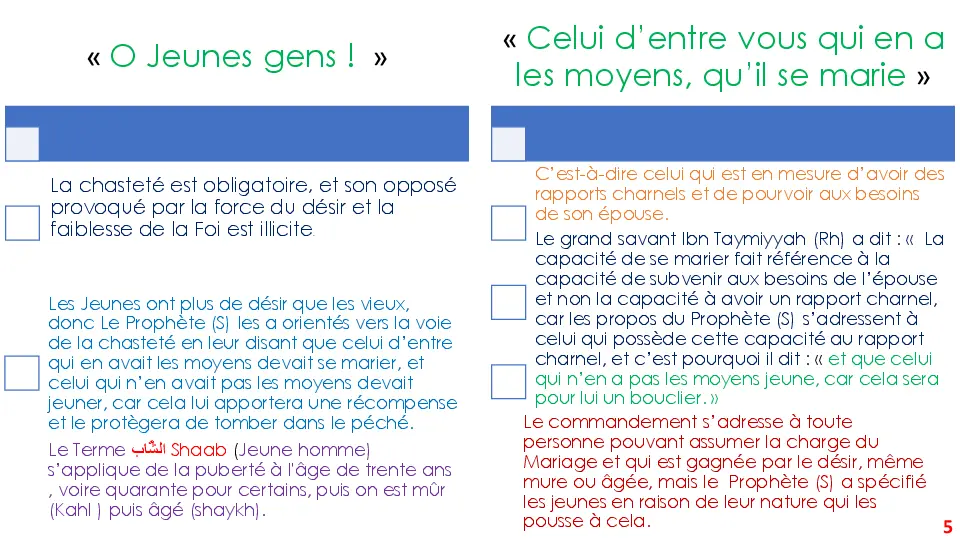 « O Jeunes gens !  »
La chasteté est obligatoire, et son opposé
provoqué par la force du désir et la
faiblesse de la Foi est illicite.
Les Jeunes ont plus de désir que les vieux,
donc Le Prophète (S) les a orientés vers la voie
de la chasteté en leur disant que celui d’entre
qui en avait les moyens devait se marier, et
celui qui n’en avait pas les moyens devait
jeuner, car cela lui apportera une récompense
et le protègera de tomber dans le péché.
Le Terme الشَّاب Shaab (Jeune homme)
s’applique de la puberté à l'âge de trente ans
, voire quarante pour certains, puis on est mûr
(Kahl ) puis âgé (shaykh).
« Celui d’entre vous qui en a
les moyens, qu’il se marie »
C’est-à-dire celui qui est en mesure d’avoir des
rapports charnels et de pourvoir aux besoins
de son épouse.
Le grand savant Ibn Taymiyyah (Rh) a dit : «  La
capacité de se marier fait référence à la
capacité de subvenir aux besoins de l’épouse
et non la capacité à avoir un rapport charnel,
car les propos du Prophète (S) s’adressent à
celui qui possède cette capacité au rapport
charnel, et c’est pourquoi il dit : « et que celui
qui n’en a pas les moyens jeune, car cela sera
pour lui un bouclier. »
Le commandement s’adresse à toute
personne pouvant assumer la charge du
Mariage et qui est gagnée par le désir, même
mure ou âgée, mais le  Prophète (S) a spécifié
les jeunes en raison de leur nature qui les
pousse à cela.
5